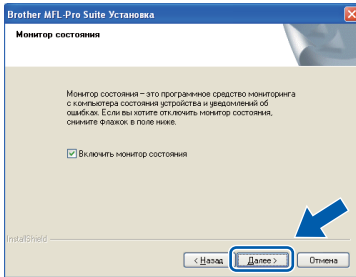 Brother MFL-Pro Suite Установка
Монитор состояния
Монитор состояния – это программное средство мониторинга
с компьютера состояния устройства и уведомлений об
ошибках. Если вы хотите отключить монитор состояния,
снимите флажок в поле ниже.
Включить монитор состояния
InstallShield
< Назад Далее > Отмена